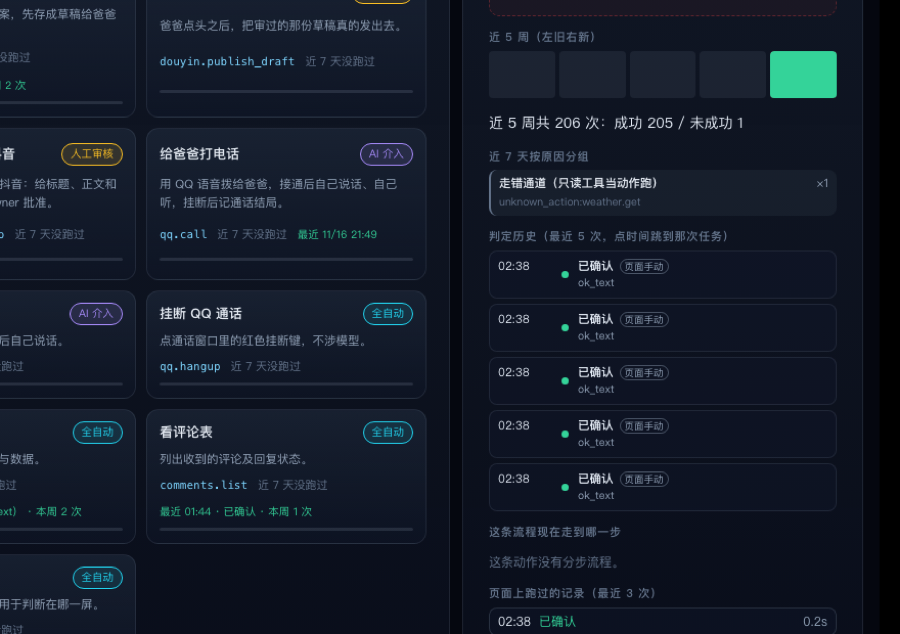 案，先存成草稿给爸爸
没跑过
2 次
爸爸点头之后，把审过的那份草稿真的发出去。
douyin.publish_draft 近 7 天没跑过
音 人工审核
抖音：给标题、正文和
wner 批准。
近 7 天没跑过
给爸爸打电话 AI 介入
用 QQ 语音拨给爸爸，接通后自己说话、自己
听，挂断后记通话结局。
qq.call 近 7 天没跑过 最近 11/16 21:49
AI 介入
后自己说话。
跑过
挂断 QQ 通话 全自动
点通话窗口里的红色挂断键，不涉模型。
qq.hangup 近 7 天没跑过
全自动
与数据。
跑过
ext） · 本周 2 次
看评论表 全自动
列出收到的评论及回复状态。
comments.list 近 7 天没跑过
最近 01:44 · 已确认 · 本周 1 次
全自动
用于判断在哪一屏。
近 5 周（左旧右新）
近 5 周共 206 次：成功 205 / 未成功 1
近 7 天按原因分组
走错通道（只读工具当动作跑） ×1
unknown_action:weather.get
判定历史（最近 5 次，点时间跳到那次任务）
02:38 已确认 页面手动
ok_text
02:38 已确认 页面手动
ok_text
02:38 已确认 页面手动
ok_text
02:38 已确认 页面手动
ok_text
02:38 已确认 页面手动
ok_text
这条流程现在走到哪一步
这条动作没有分步流程。
页面上跑过的记录（最近 3 次）
02:38 已确认 0.2s